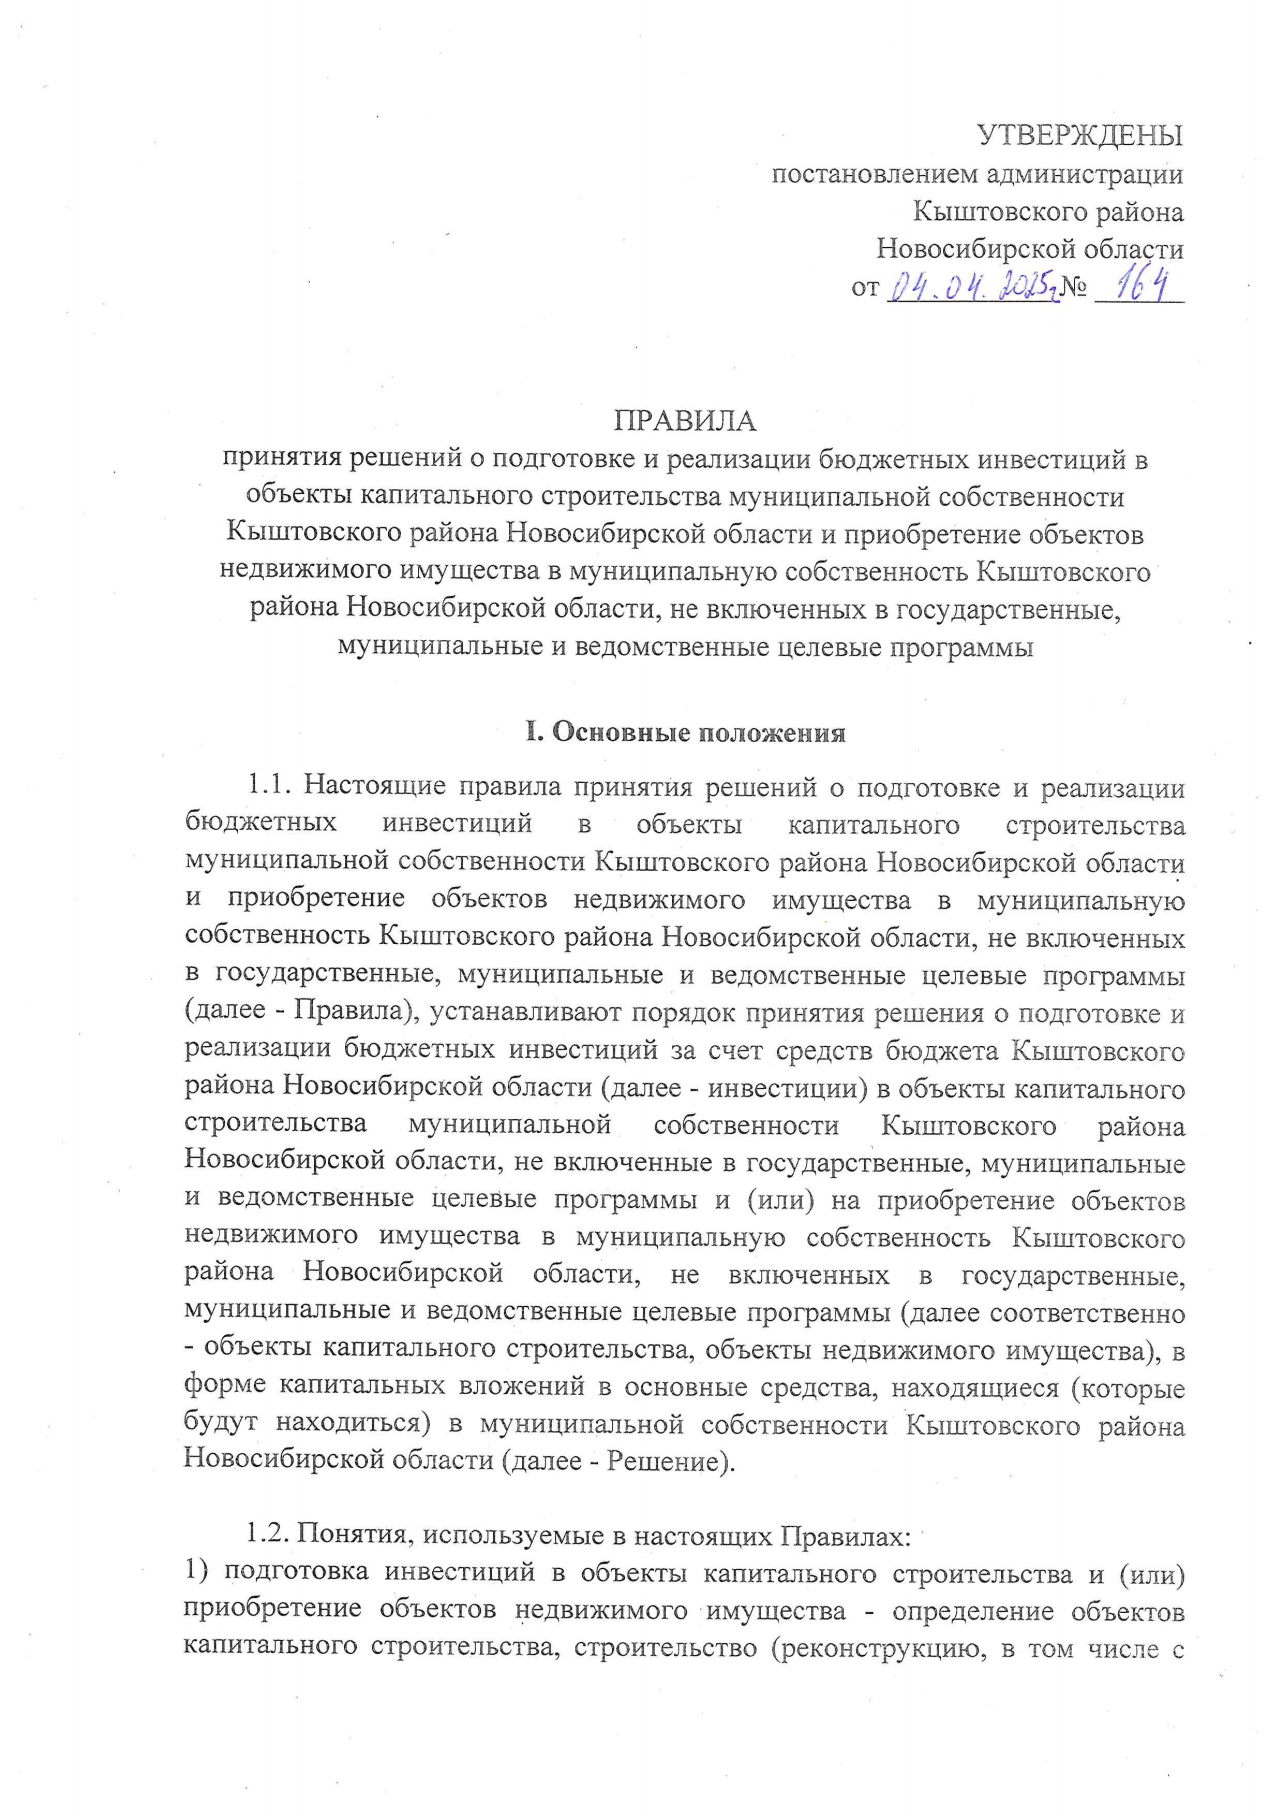 УТВЕРЖДЕНЫ
постановлением администрации
Кыштовского района
Новосибирской области
от 04.04.2025г № 164
ПРАВИЛА
принятия решений о подготовке и реализации бюджетных инвестиций в
объекты капитального строительства муниципальной собственности
Кыштовского района Новосибирской области и приобретение объектов
недвижимого имущества в муниципальную собственность Кыштовского
района Новосибирской области, не включенных в государственные,
муниципальные и ведомственные целевые программы
I. Основные положения
1.1. Настоящие правила принятия решений о подготовке и реализации
бюджетных инвестиций в объекты капитального строительства
муниципальной собственности Кыштовского района Новосибирской области
и приобретение объектов недвижимого имущества в муниципальную
собственность Кыштовского района Новосибирской области, не включенных
в государственные, муниципальные и ведомственные целевые программы
(далее - Правила), устанавливают порядок принятия решения о подготовке и
реализации бюджетных инвестиций за счет средств бюджета Кыштовского
района Новосибирской области (далее - инвестиции) в объекты капитального
строительства муниципальной собственности Кыштовского района
Новосибирской области, не включенные в государственные, муниципальные
и ведомственные целевые программы и (или) на приобретение объектов
недвижимого имущества в муниципальную собственность Кыштовского
района Новосибирской области, не включенных в государственные,
муниципальные и ведомственные целевые программы (далее соответственно
- объекты капитального строительства, объекты недвижимого имущества), в
форме капитальных вложений в основные средства, находящиеся (которые
будут находиться) в муниципальной собственности Кыштовского района
Новосибирской области (далее - Решение).
1.2. Понятия, используемые в настоящих Правилах:
1) подготовка инвестиций в объекты капитального строительства и (или)
приобретение объектов недвижимого имущества - определение объектов
капитального строительства, строительство (реконструкцию, в том числе с